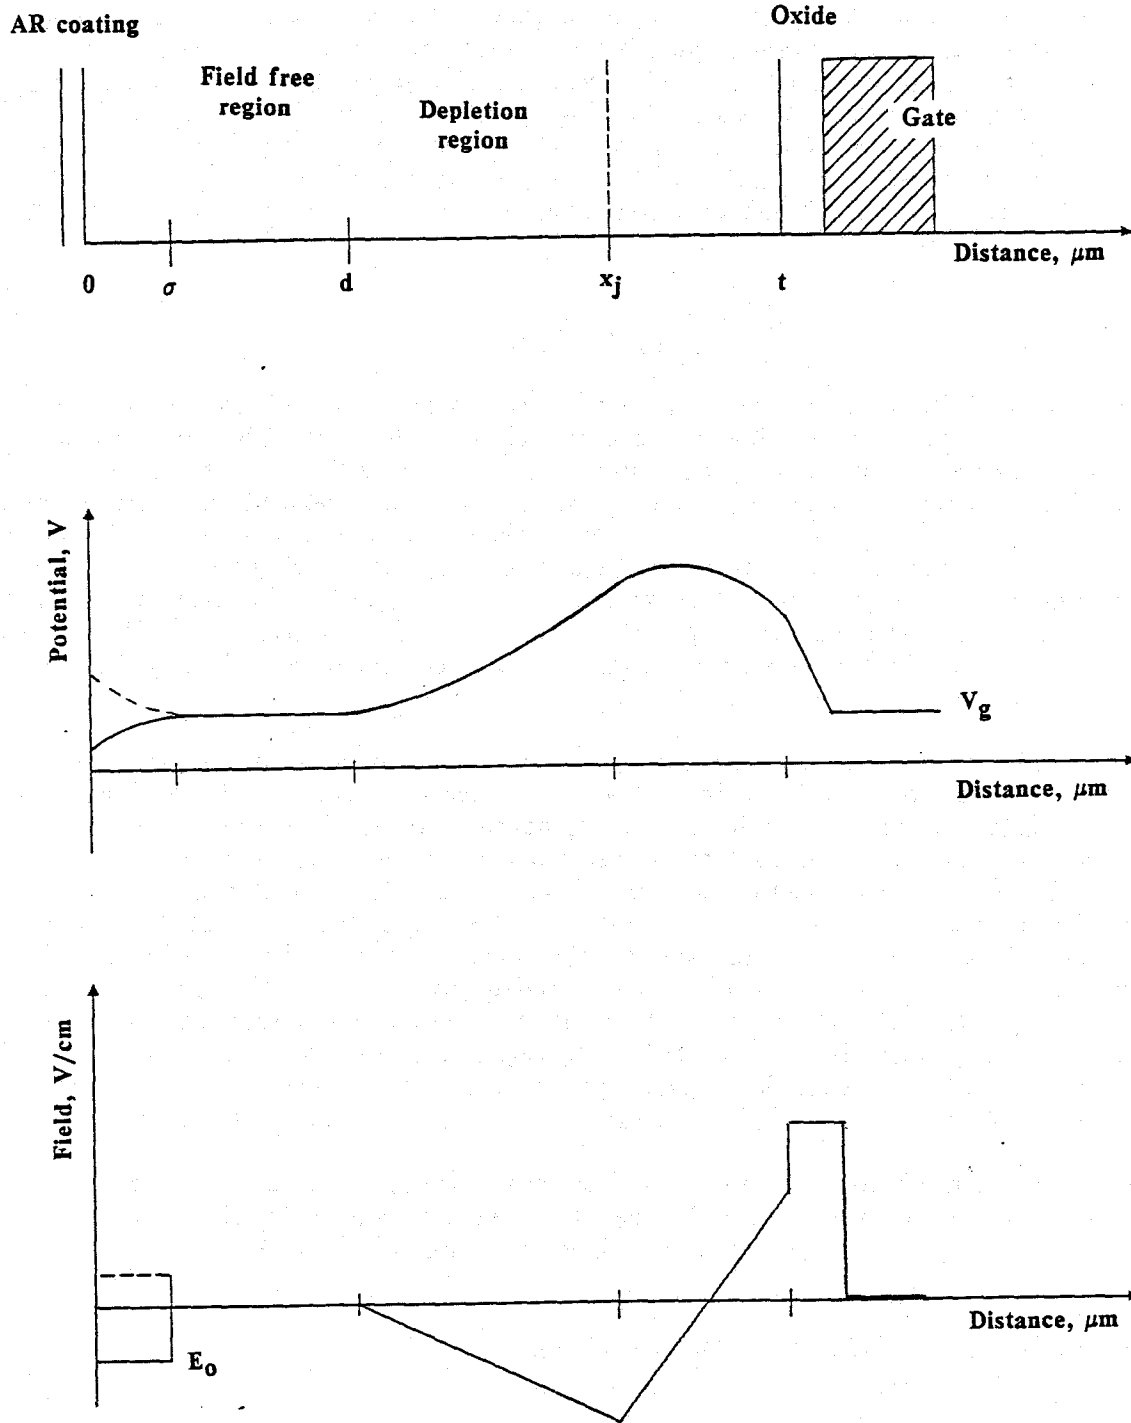 AR coating
Oxide
Field free
region
Depletion
region
Gate
Distance, μm
0 σ d xj t
Potential, V
Vg
Distance, μm
Field, V/cm
E0
Distance, μm